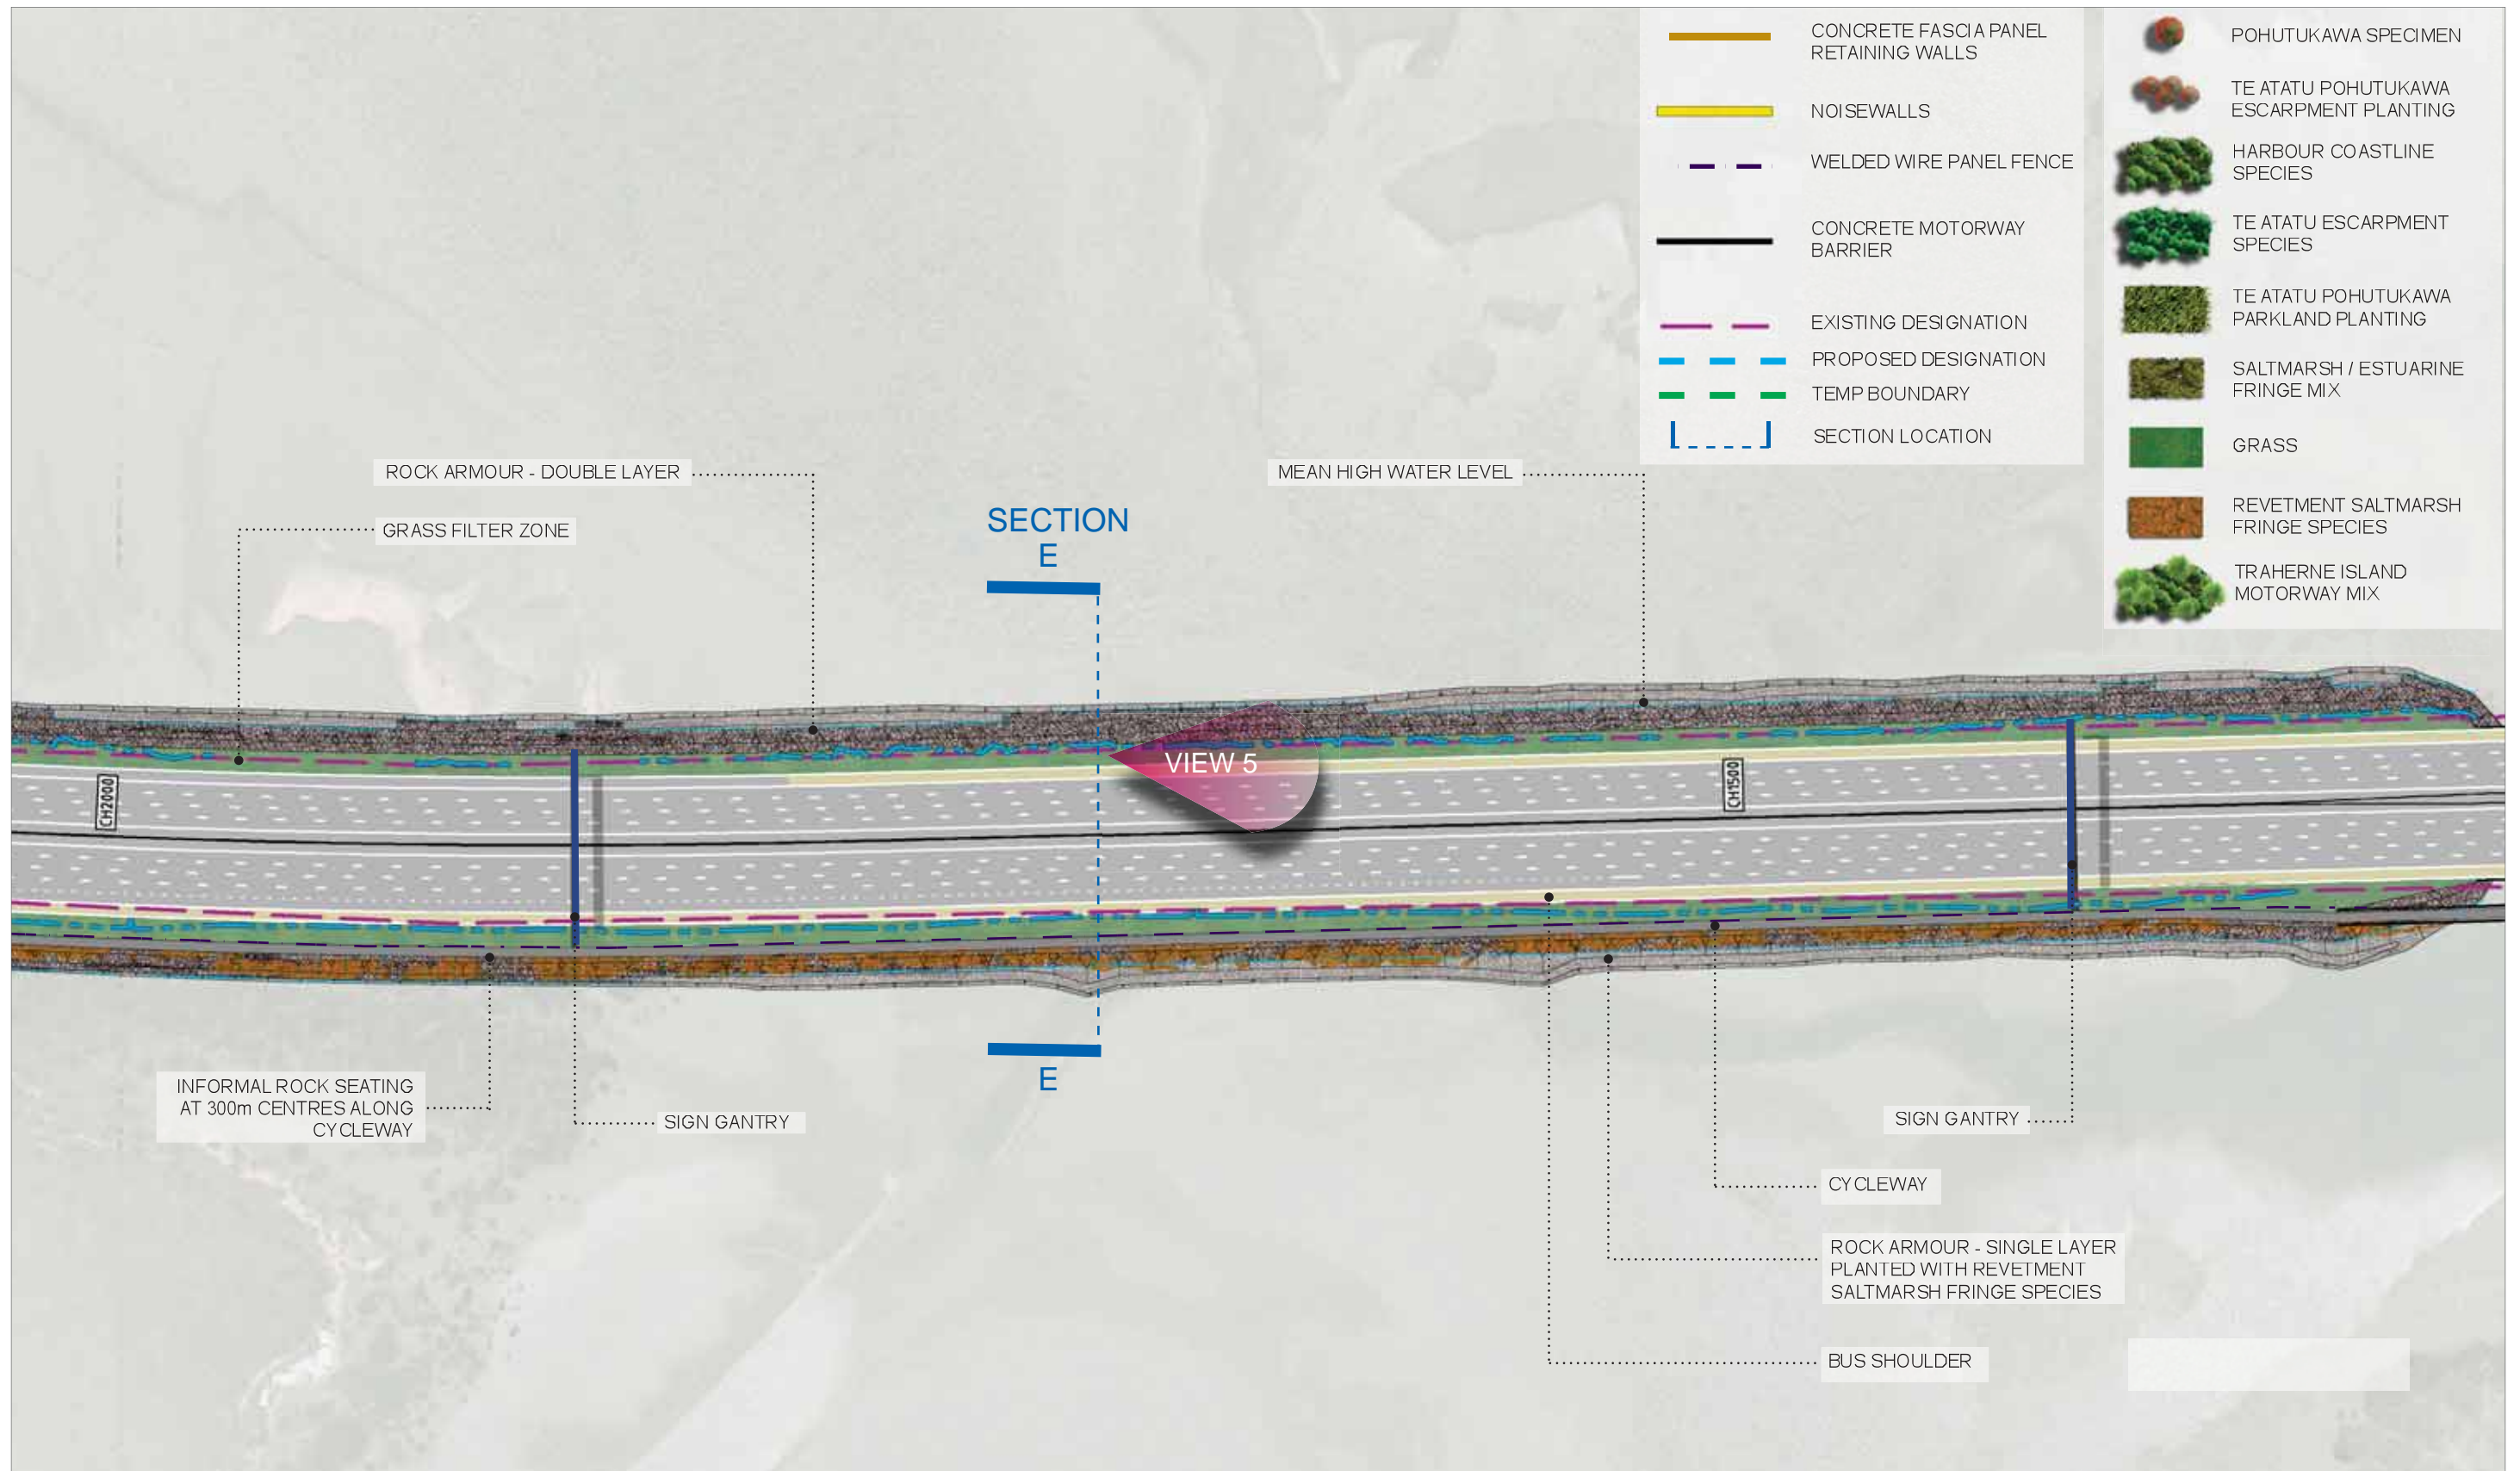 CONCRETE FASCIA PANEL
RETAINING WALLS
NOISEWALLS
WELDED WIRE PANEL FENCE
CONCRETE MOTORWAY
BARRIER
EXISTING DESIGNATION
PROPOSED DESIGNATION
TEMP BOUNDARY
SECTION LOCATION
POHUTUKAWA SPECIMEN
TE ATATU POHUTUKAWA
ESCARPMENT PLANTING
HARBOUR COASTLINE
SPECIES
TE ATATU ESCARPMENT
SPECIES
TE ATATU POHUTUKAWA
PARKLAND PLANTING
SALTMARSH / ESTUARINE
FRINGE MIX
GRASS
REVETMENT SALTMARSH
FRINGE SPECIES
TRAHERNE ISLAND
MOTORWAY MIX
ROCK ARMOUR - DOUBLE LAYER
GRASS FILTER ZONE
SECTION
E
MEAN HIGH WATER LEVEL
CH2000
VIEW 5
CH1500
INFORMAL ROCK SEATING
AT 300m CENTRES ALONG
CYCLEWAY
SIGN GANTRY
E
SIGN GANTRY
CYCLEWAY
ROCK ARMOUR - SINGLE LAYER
PLANTED WITH REVETMENT
SALTMARSH FRINGE SPECIES
BUS SHOULDER